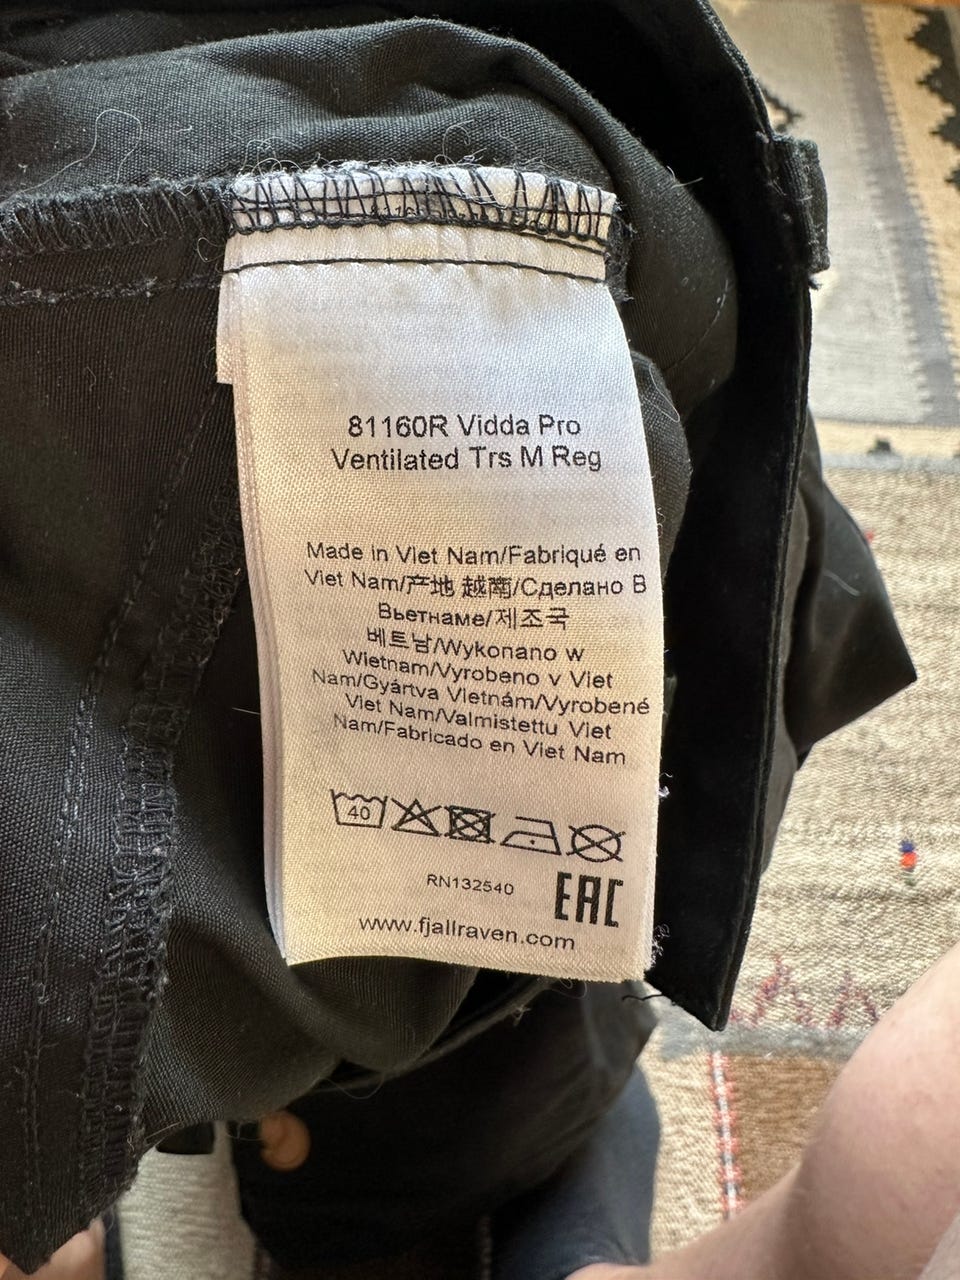 81160R Vidda Pro
Ventilated Trs M Reg
Made in Viet Nam/Fabriqué en
Viet Nam/产地 越南/Сделано В
Вьетнаме/제조국
베트남/Wykonano w
Wietnam/Vyrobeno v Viet
Nam/Gyártva Vietnám/Vyrobené
Viet Nam/Valmistettu Viet
Nam/Fabricado en Viet Nam
40
RN132540
EAC
www.fjallraven.com